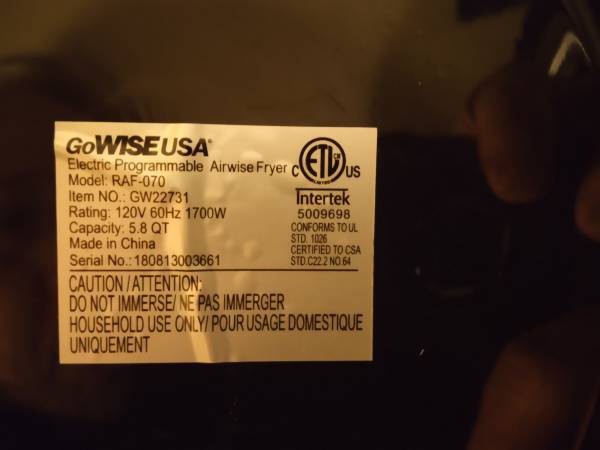 GoWISEUSA®
Electric Programmable Airwise Fryer
Model: RAF-070
Item NO.: GW22731
Rating: 120V 60Hz 1700W
Capacity: 5.8 QT
Made in China
Serial No.:180813003661
C ETL US
Intertek
5009698
CONFORMS TO UL
STD. 1026
CERTIFIED TO CSA
STD.C22.2 NO.64
CAUTION /ATTENTION:
DO NOT IMMERSE/ NE PAS IMMERGER
HOUSEHOLD USE ONLY/ POUR USAGE DOMESTIQUE
UNIQUEMENT